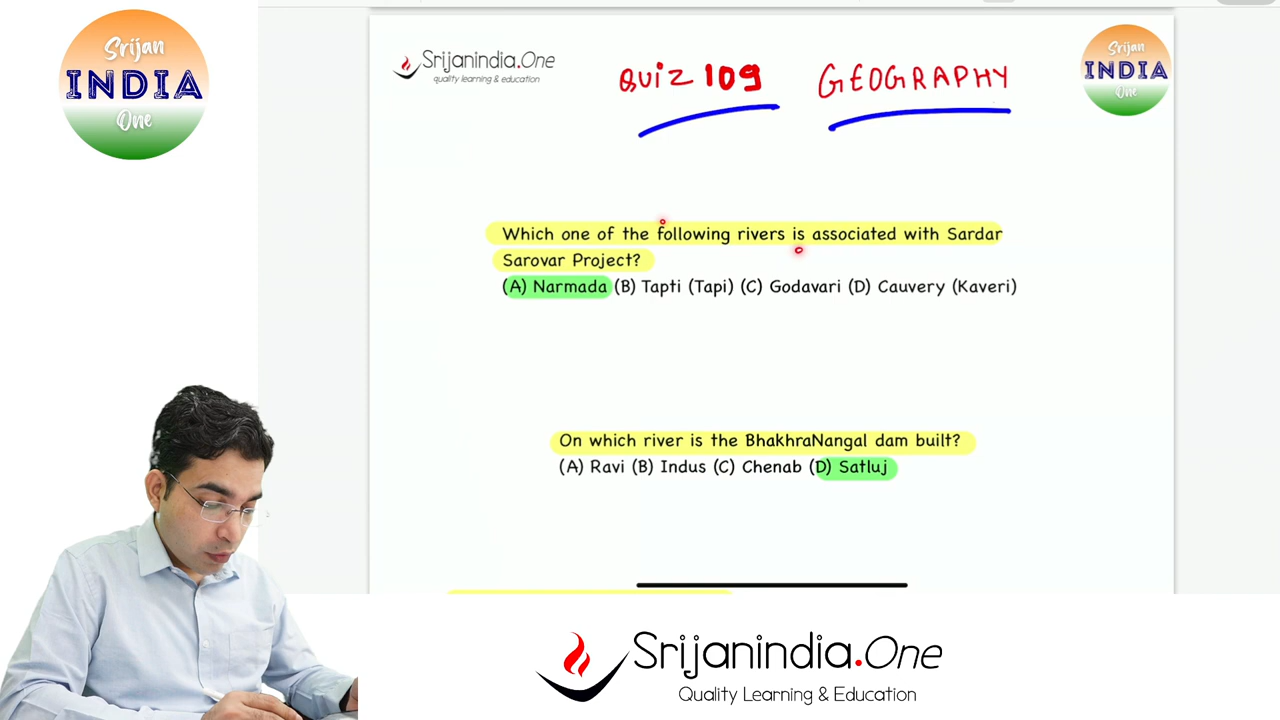 Srijan
INDIA
One
Srijanindia.One
quality learning & education
QUIZ 109 GEOGRAPHY
Srijan
INDIA
One
Which one of the following rivers is associated with Sardar
Sarovar Project?
(A) Narmada (B) Tapti (Tapi) (C) Godavari (D) Cauvery (Kaveri)
On which river is the BhakhraNangal dam built?
(A) Ravi (B) Indus (C) Chenab (D) Satluj
Srijanindia.One
Quality Learning & Education